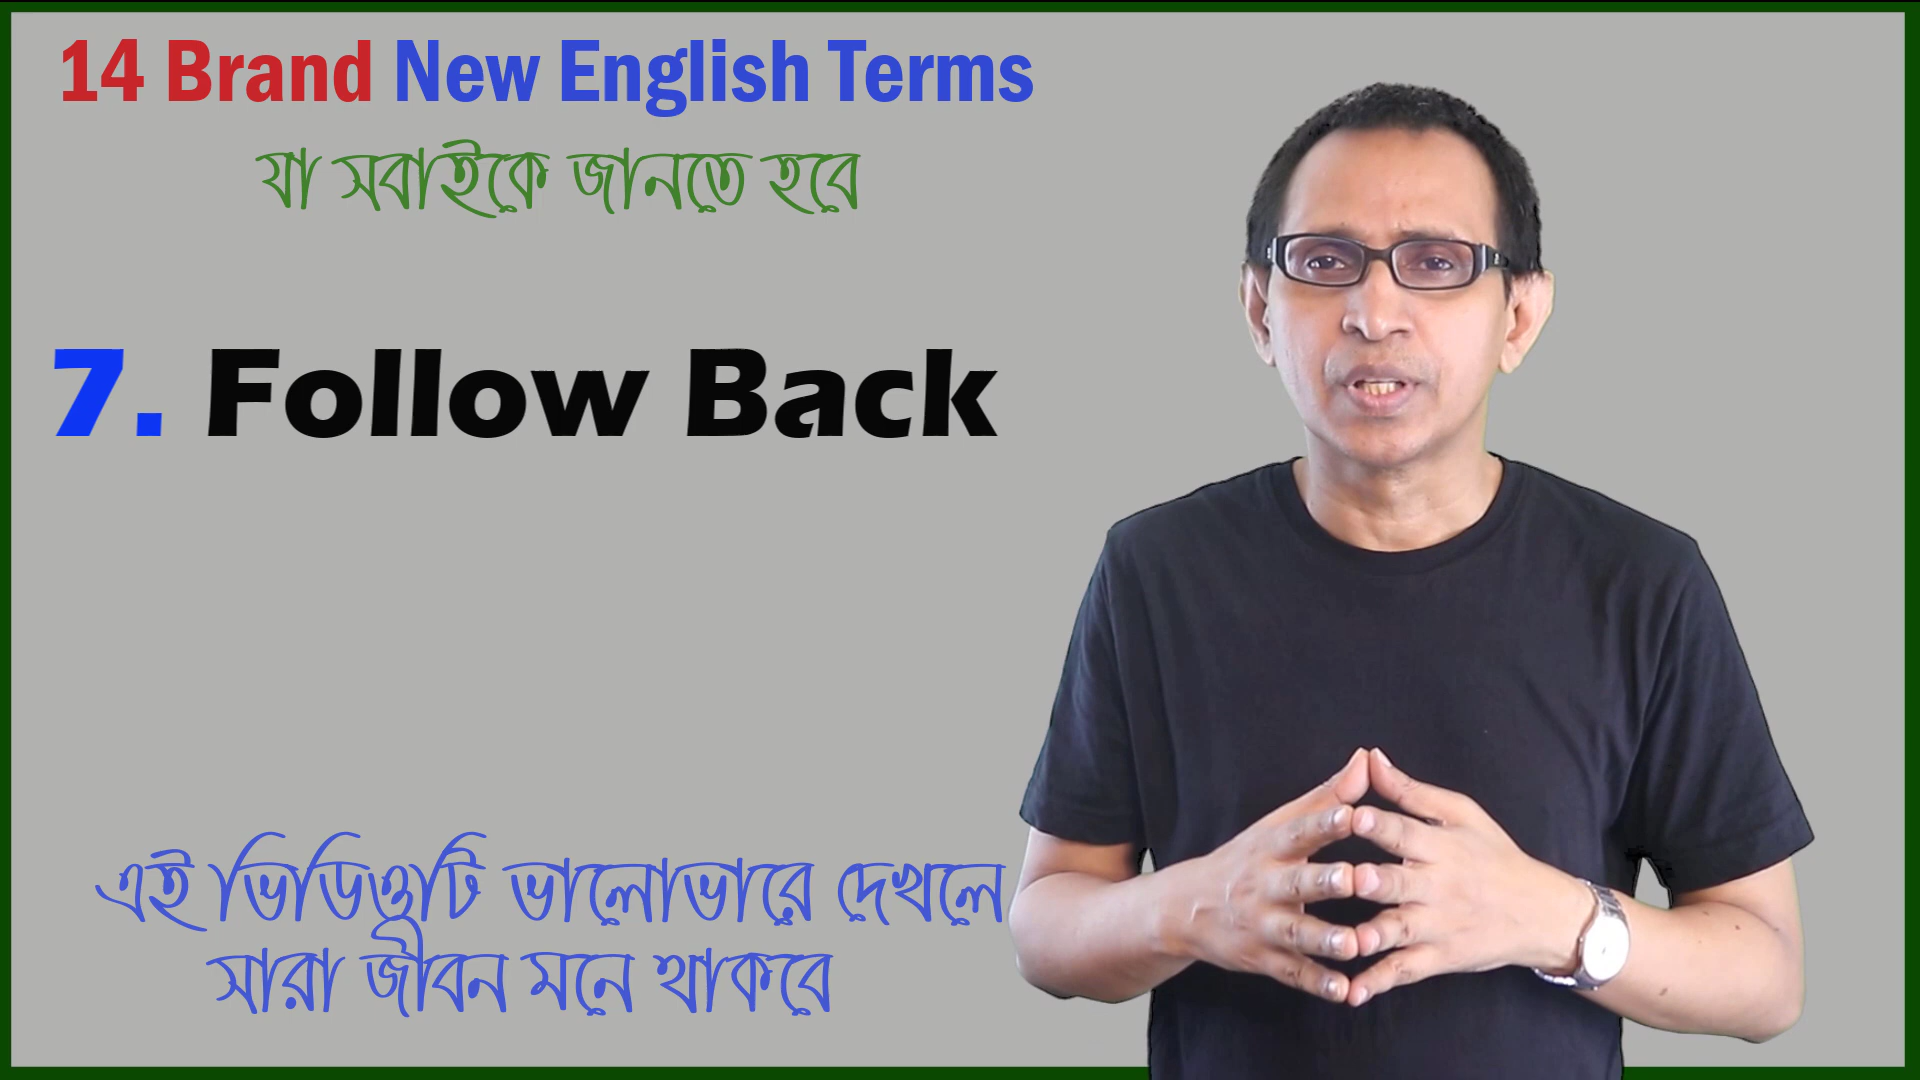 14 Brand New English Terms
যা সবাইকে জানতে হবে
7. Follow Back
এই ভিডিওটি ভালোভাবে দেখলে
সারা জীবন মনে থাকবে